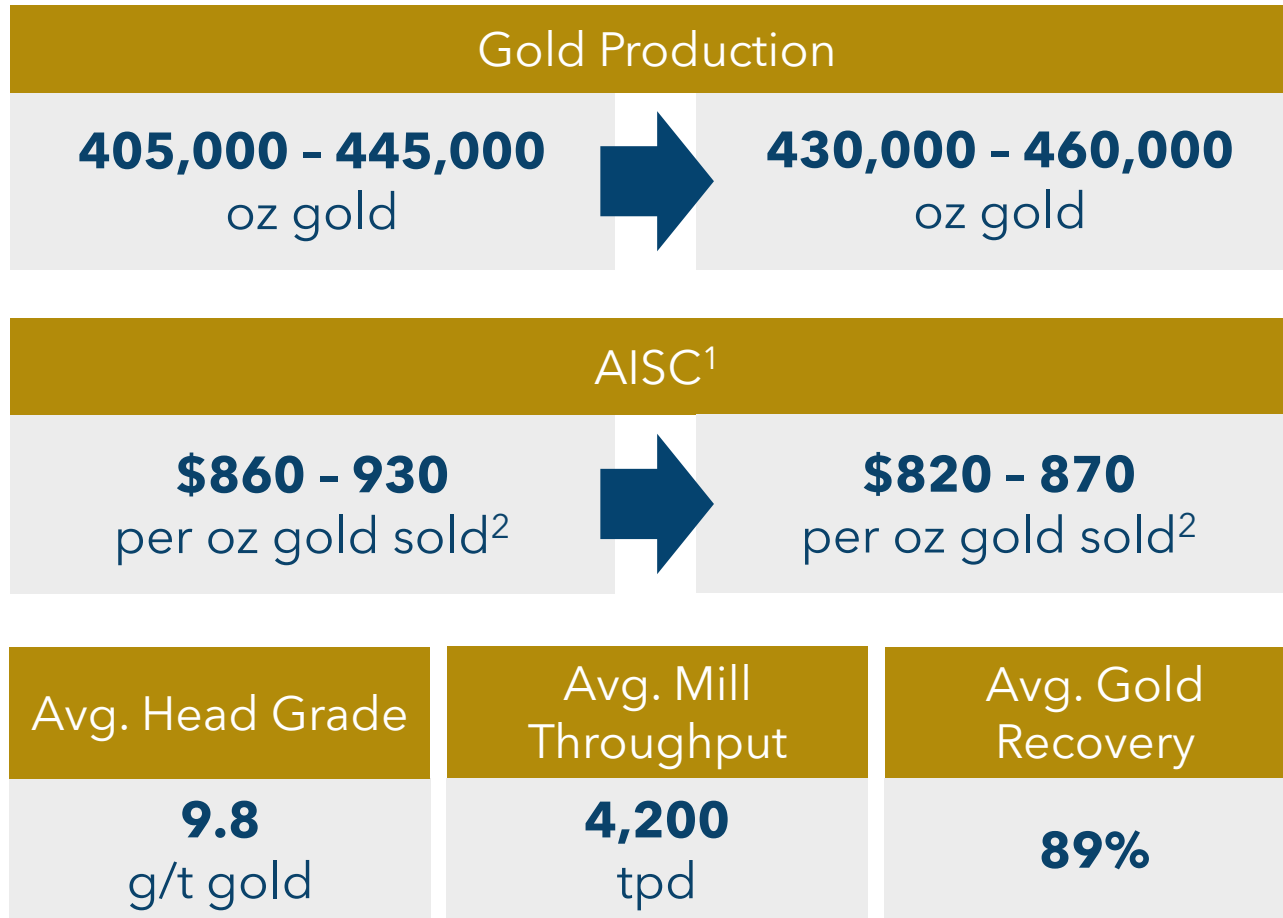 Gold Production
405,000 – 445,000
oz gold
430,000 – 460,000
oz gold
AISC¹
$860 – 930
per oz gold sold²
$820 – 870
per oz gold sold²
Avg. Head Grade
9.8
g/t gold
Avg. Mill
Throughput
4,200
tpd
Avg. Gold
Recovery
89%